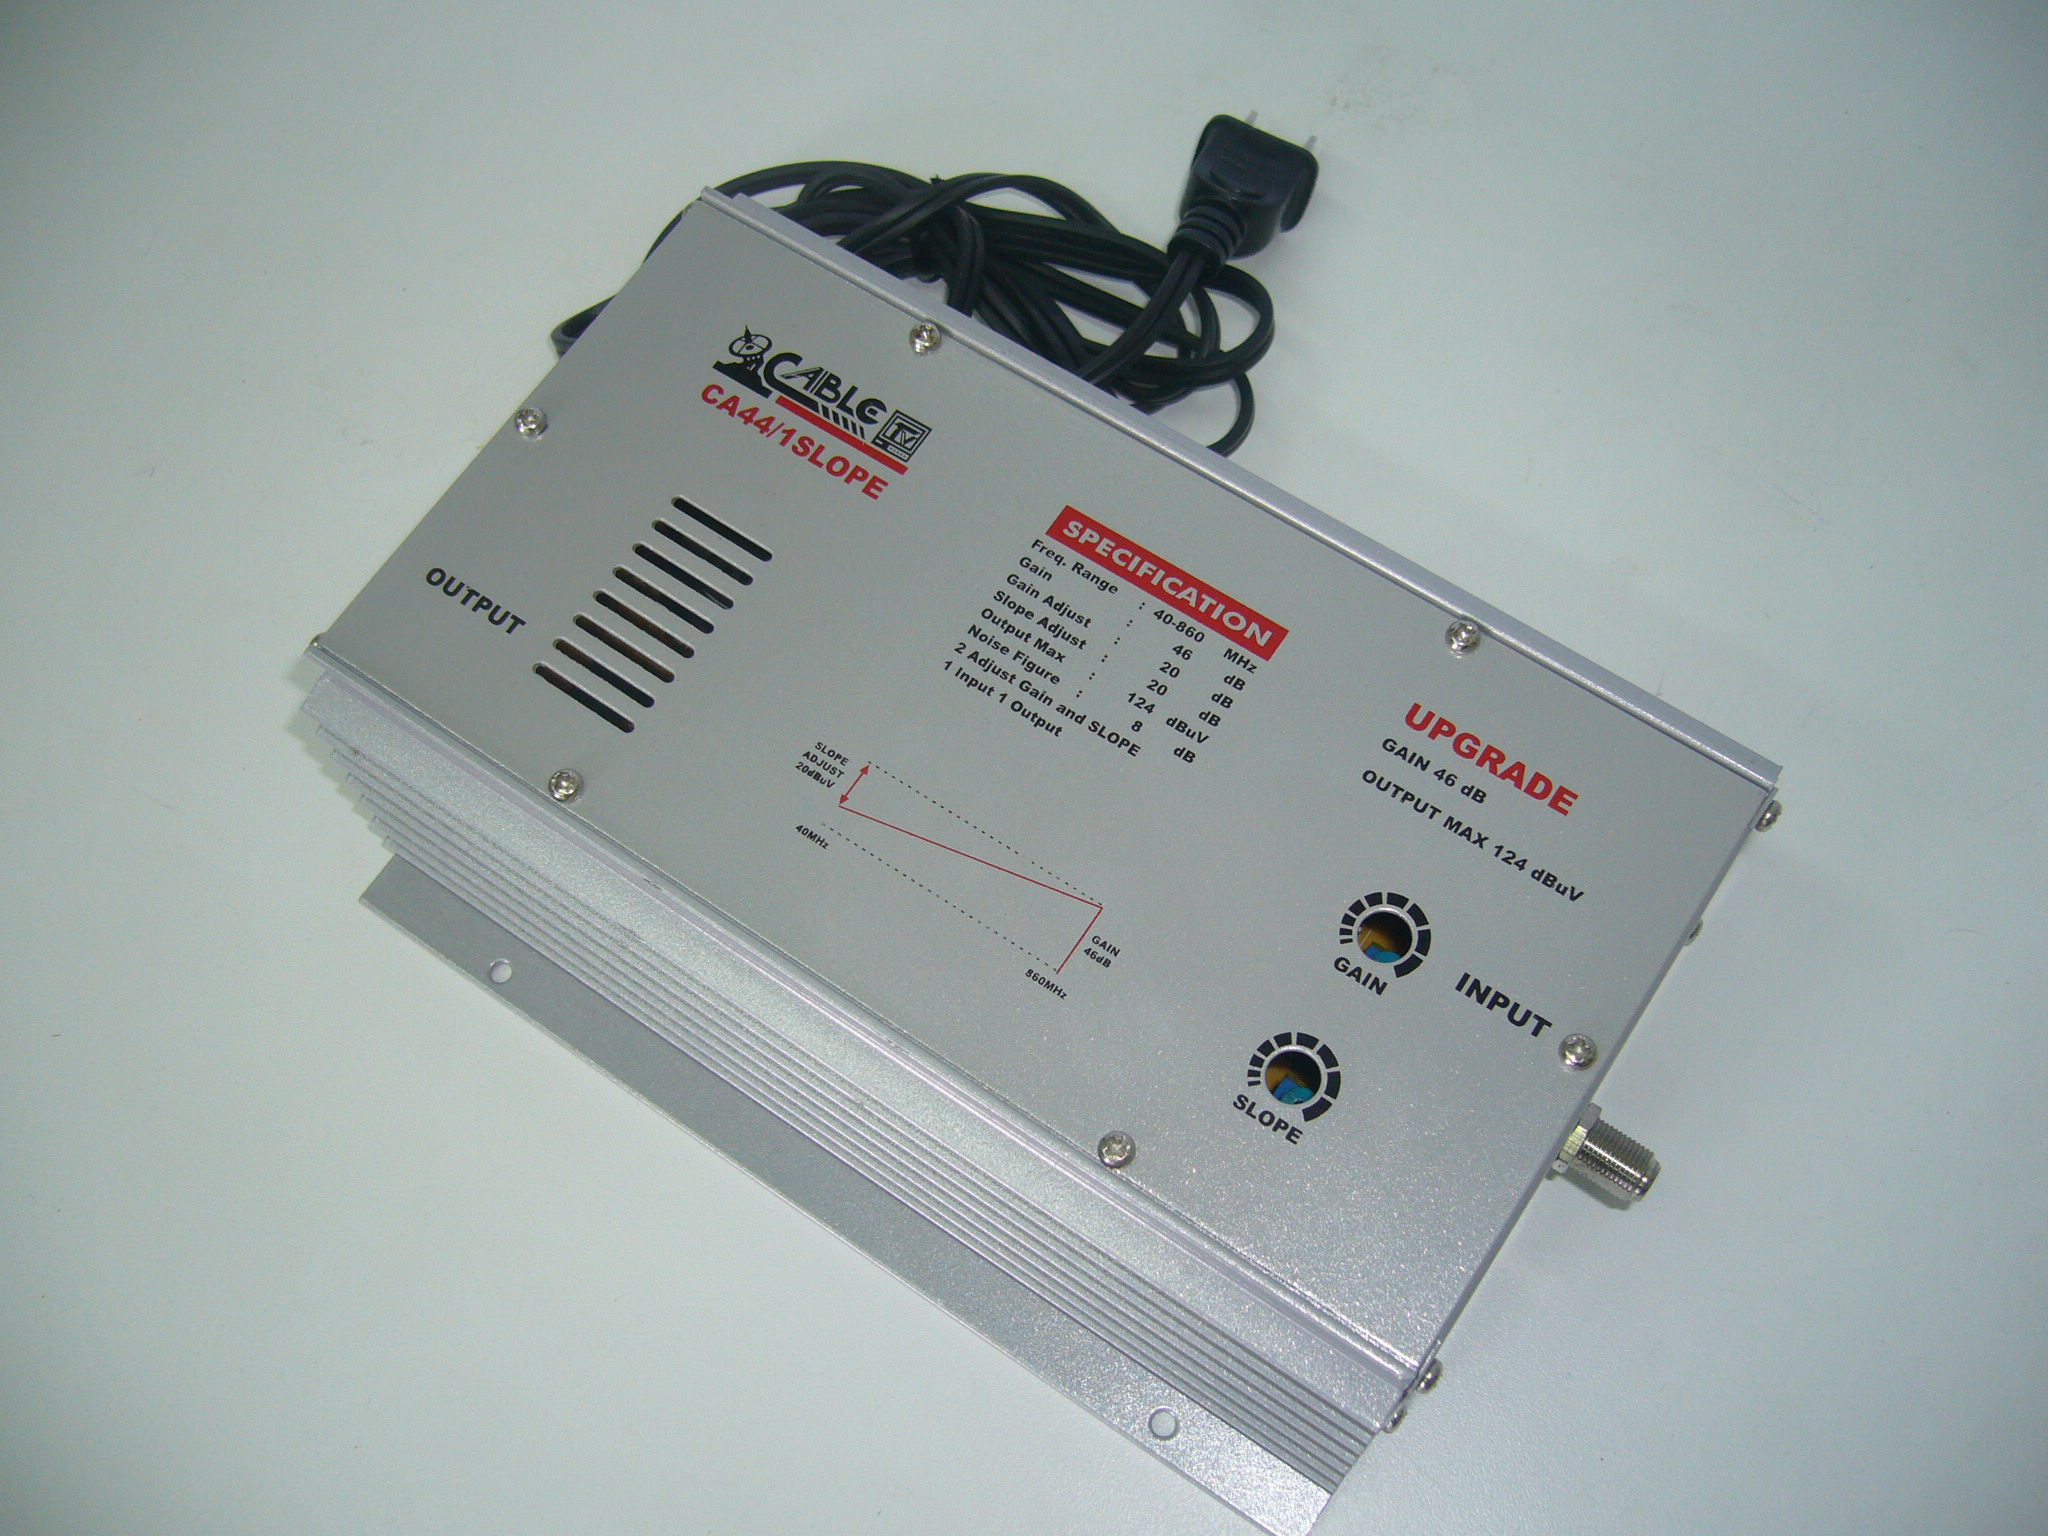 CABLE TV
CA44/1SLOPE
OUTPUT
SPECIFICATION
Freq. Range : 40-860 MHz
Gain : 46 dB
Gain Adjust : 20 dB
Slope Adjust : 20 dB
Output Max : 124 dBuV
Noise Figure : 8 dB
2 Adjust Gain and SLOPE
1 Input 1 Output
SLOPE
ADJUST
20dBuV
40MHz
GAIN
46dB
860MHz
UPGRADE
GAIN 46 dB
OUTPUT MAX 124 dBuV
GAIN
INPUT
SLOPE